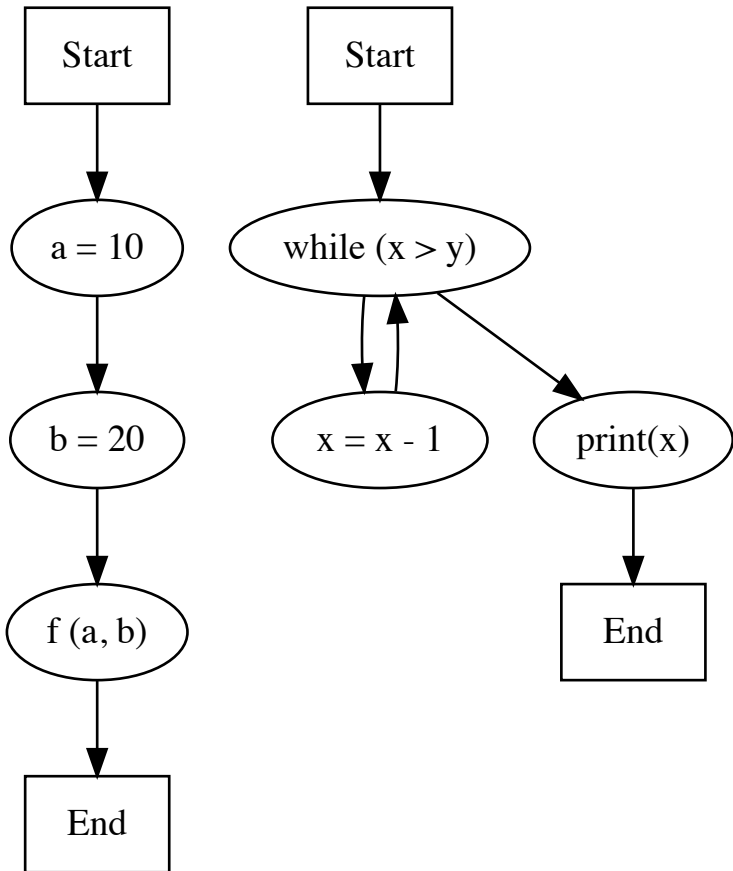 Start
a = 10
b = 20
f (a, b)
End
Start
while (x > y)
x = x - 1
print(x)
End